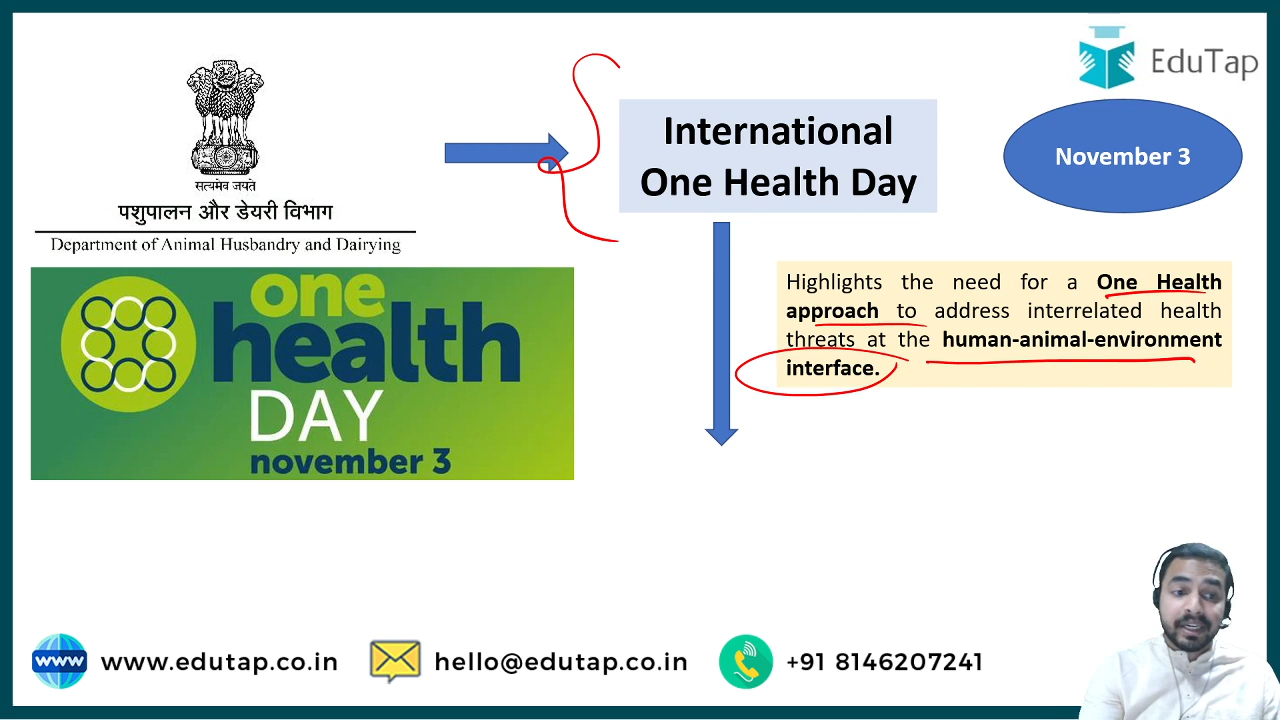 EduTap
सत्यमेव जयते
पशुपालन और डेयरी विभाग
Department of Animal Husbandry and Dairying
International
One Health Day
November 3
one
health
DAY
november 3
Highlights the need for a One Health
approach to address interrelated health
threats at the human-animal-environment
interface.
www
www.edutap.co.in
hello@edutap.co.in
+91 8146207241